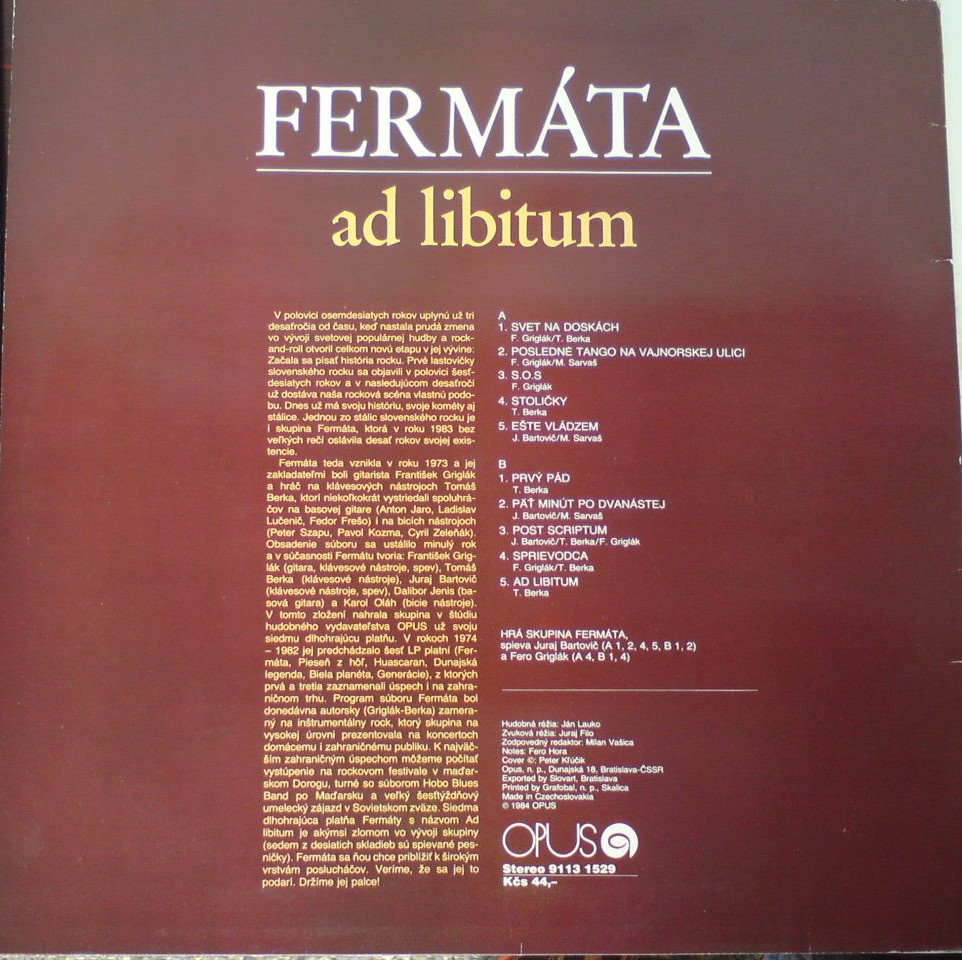 FERMÁTA
ad libitum
V polovici osemdesiatych rokov uplynú už tri
desaťročia od času, keď nastala prudá zmena
vo vývoji svetovej populárnej hudby a rock-
and-roll otvoril celkom novú etapu v jej vývine:
Začala sa písať história rocku. Prvé lastovičky
slovenského rocku sa objavili v polovici šesť-
desiatych rokov a v nasledujúcom desaťročí
už dostáva naša rocková scéna vlastnú podo-
bu. Dnes už má svoju históriu, svoje kométy aj
stálice. Jednou zo stálic slovenského rocku je
i skupina Fermáta, ktorá v roku 1983 bez
veľkých rečí oslávila desať rokov svojej exis-
tencie.
Fermáta teda vznikla v roku 1973 a jej
zakladateľmi boli gitarista František Griglák
a hráč na klávesových nástrojoch Tomáš
Berka, ktorí niekoľkokrát vystriedali spoluhrá-
čov na basovej gitare (Anton Jaro, Ladislav
Lučenič, Fedor Frešo) i na bicích nástrojoch
(Peter Szapu, Pavol Kozma, Cyril Zeleňák).
Obsadenie súboru sa ustálilo minulý rok
a v súčasnosti Fermátu tvoria: František Grig-
lák (gitara, klávesové nástroje, spev), Tomáš
Berka (klávesové nástroje), Juraj Bartovič
(klávesové nástroje, spev), Dalibor Jenis (ba-
sová gitara) a Karol Oláh (bicie nástroje).
V tomto zložení nahrala skupina v štúdiu
hudobného vydavateľstva OPUS už svoju
siedmu dlhohrajúcu platňu. V rokoch 1974
– 1982 jej predchádzalo šesť LP platní (Fer-
máta, Pieseň z hôľ, Huascaran, Dunajská
legenda, Biela planéta, Generácie), z ktorých
prvá a tretia zaznamenali úspech i na zahra-
ničnom trhu. Program súboru Fermáta bol
donedávna autorsky (Griglák-Berka) zamera-
ný na inštrumentálny rock, ktorý skupina na
vysokej úrovni prezentovala na koncertoch
domácemu i zahraničnému publiku. K najväč-
ším zahraničným úspechom môžeme počítať
vystúpenie na rockovom festivale v maďar-
skom Dorogu, turné so súborom Hobo Blues
Band po Maďarsku a veľký šesťtýždňový
umelecký zájazd v Sovietskom zväze. Siedma
dlhohrajúca platňa Fermáty s názvom Ad
libitum je akýmsi zlomom vo vývoji skupiny
(sedem z desiatich skladieb sú spievané pes-
ničky). Fermáta sa ňou chce priblížiť k širokým
vrstvám poslucháčov. Veríme, že sa jej to
podarí. Držíme jej palce!
A
1. SVET NA DOSKÁCH
F. Griglák/T. Berka
2. POSLEDNÉ TANGO NA VAJNORSKEJ ULICI
F. Griglák/M. Sarvaš
3. S.O.S
F. Griglák
4. STOLIČKY
T. Berka
5. EŠTE VLÁDZEM
J. Bartovič/M. Sarvaš
B
1. PRVÝ PÁD
T. Berka
2. PÄŤ MINÚT PO DVANÁSTEJ
J. Bartovič/M. Sarvaš
3. POST SCRIPTUM
J. Bartovič/T. Berka/F. Griglák
4. SPRIEVODCA
F. Griglák/T. Berka
5. AD LIBITUM
T. Berka
HRÁ SKUPINA FERMÁTA,
spieva Juraj Bartovič (A 1, 2, 4, 5, B 1, 2)
a Fero Griglák (A 4, B 1, 4)
Hudobná réžia: Ján Lauko
Zvuková réžia: Juraj Filo
Zodpovedný redaktor: Milan Vašica
Notes: Fero Hora
Cover ©: Peter Kľúčik
Opus, n. p., Dunajská 18, Bratislava-ČSSR
Exported by Slovart, Bratislava
Printed by Grafobal, n. p., Skalica
Made in Czechoslovakia
℗ 1984 OPUS
OPUS
Stereo 9113 1529
Kčs 44,–